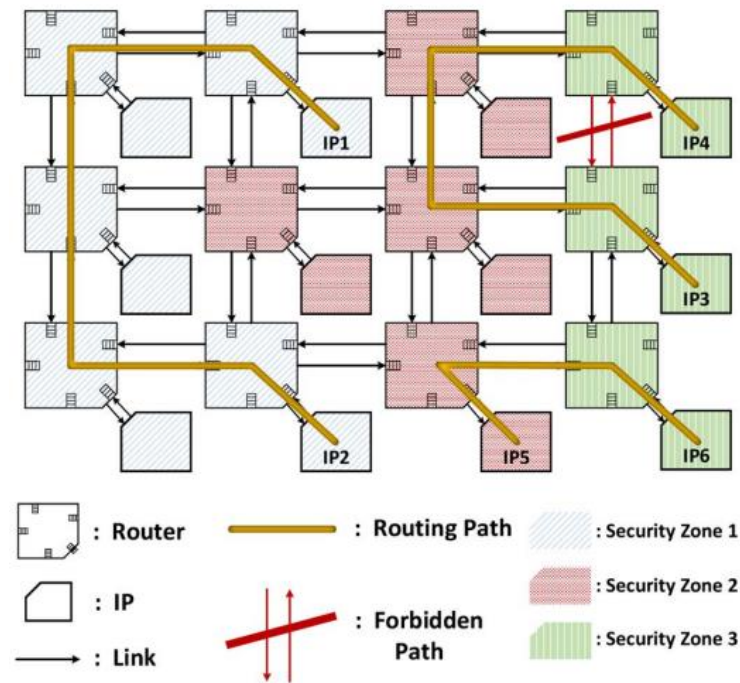 IP1
IP4
IP3
IP2
IP5
IP6
: Router
: Routing Path
: Security Zone 1
: IP
: Security Zone 2
: Forbidden
Path
: Link
: Security Zone 3